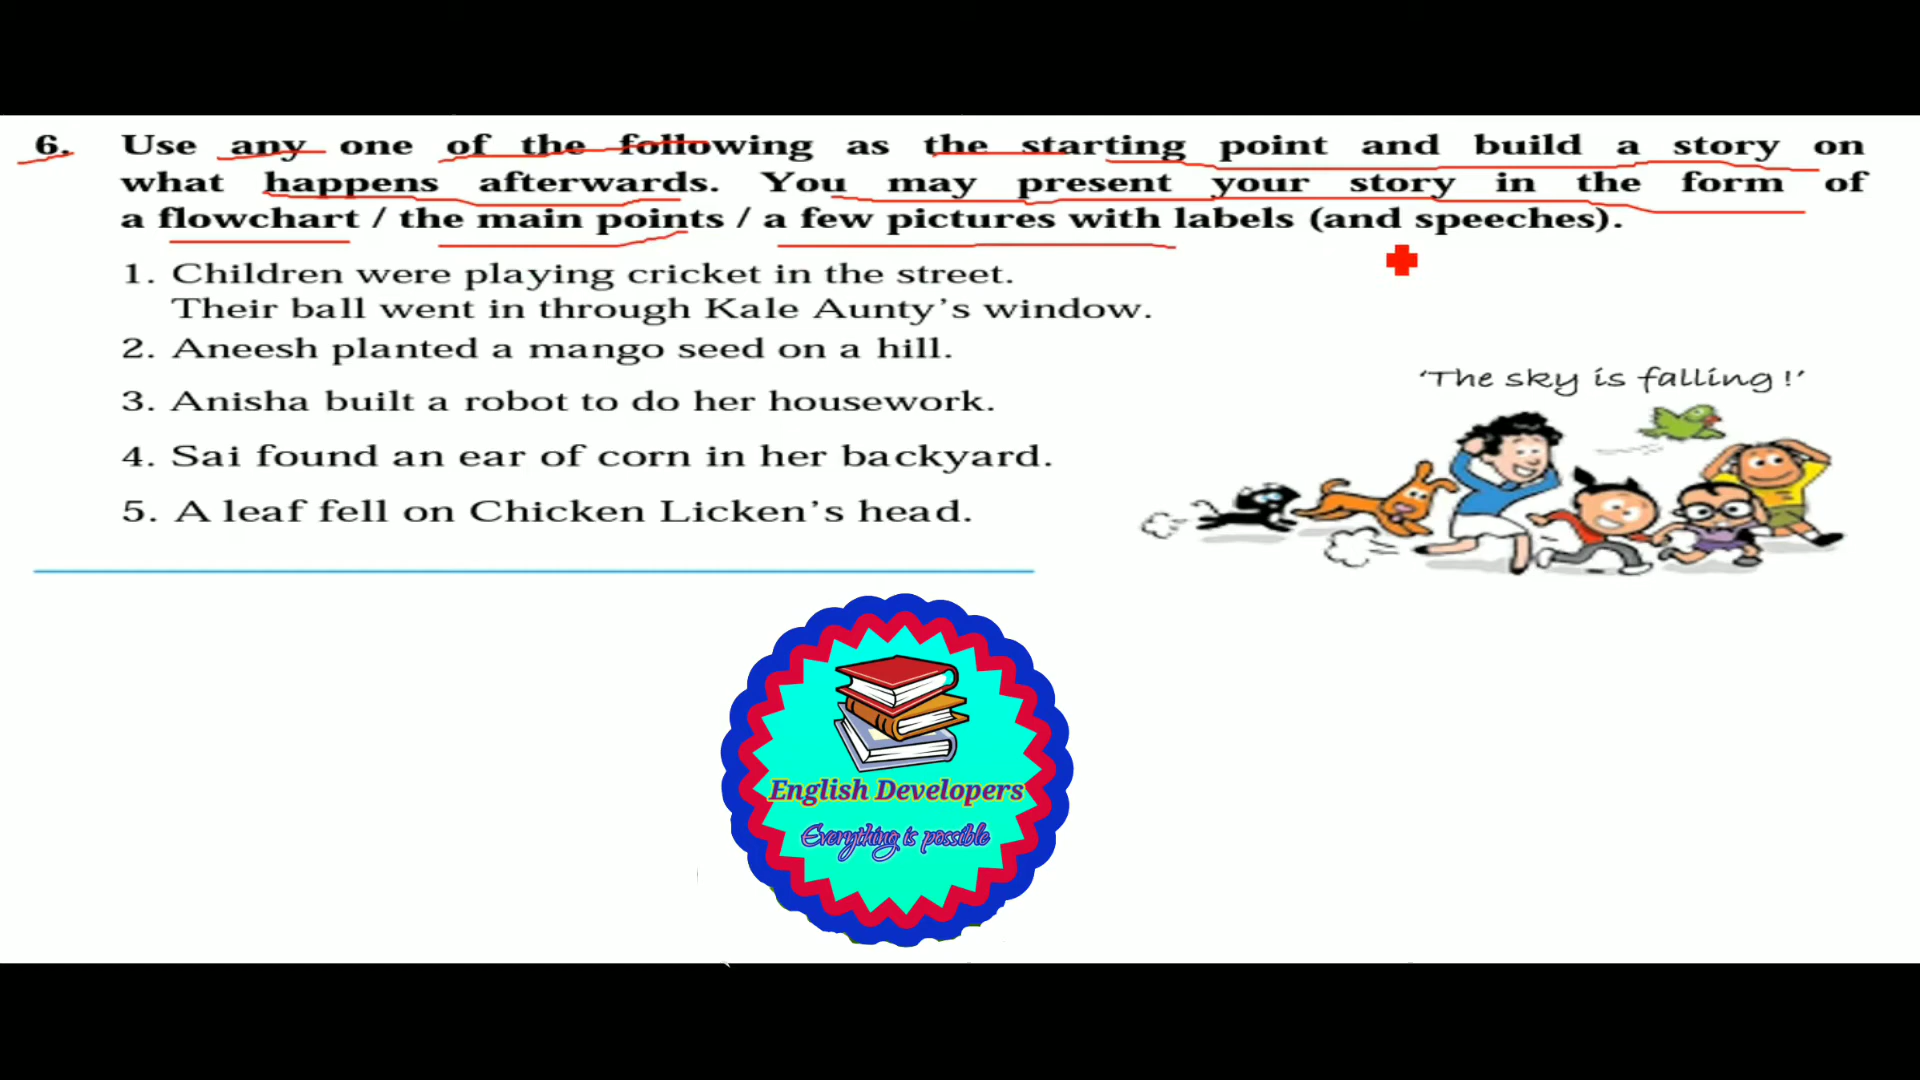 6. Use any one of the following as the starting point and build a story on
what happens afterwards. You may present your story in the form of
a flowchart / the main points / a few pictures with labels (and speeches).
1. Children were playing cricket in the street.
Their ball went in through Kale Aunty's window.
2. Aneesh planted a mango seed on a hill.
3. Anisha built a robot to do her housework.
4. Sai found an ear of corn in her backyard.
5. A leaf fell on Chicken Licken's head.
'The sky is falling!'
English Developers
Everything is possible